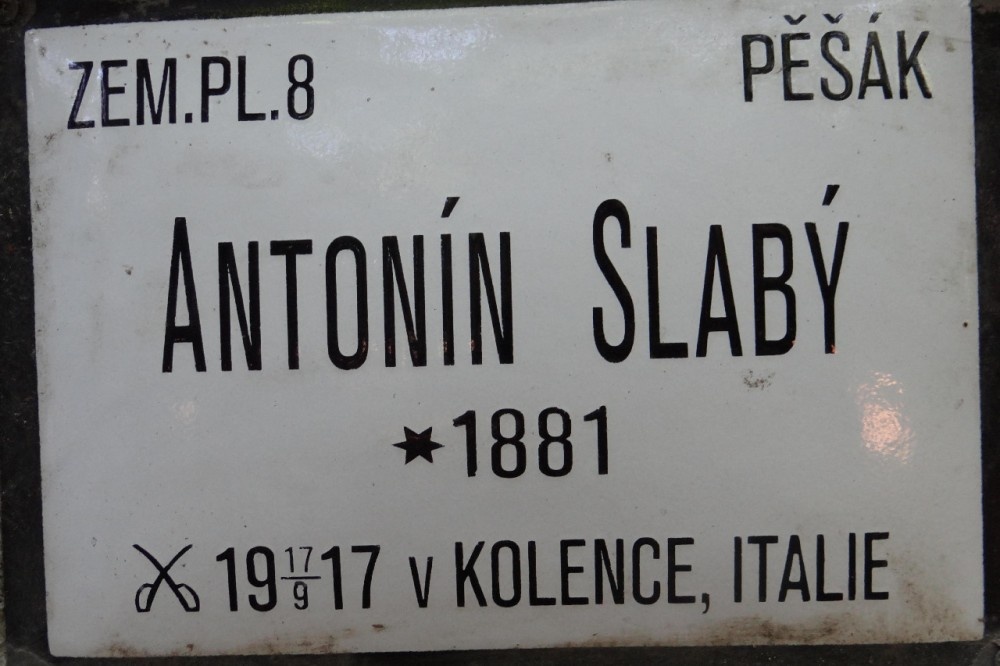 ZEM.PL.8 PĚŠÁK
ANTONÍN SLABÝ
✶1881
⚔ 19 17/9 17 v KOLENCE, ITALIE